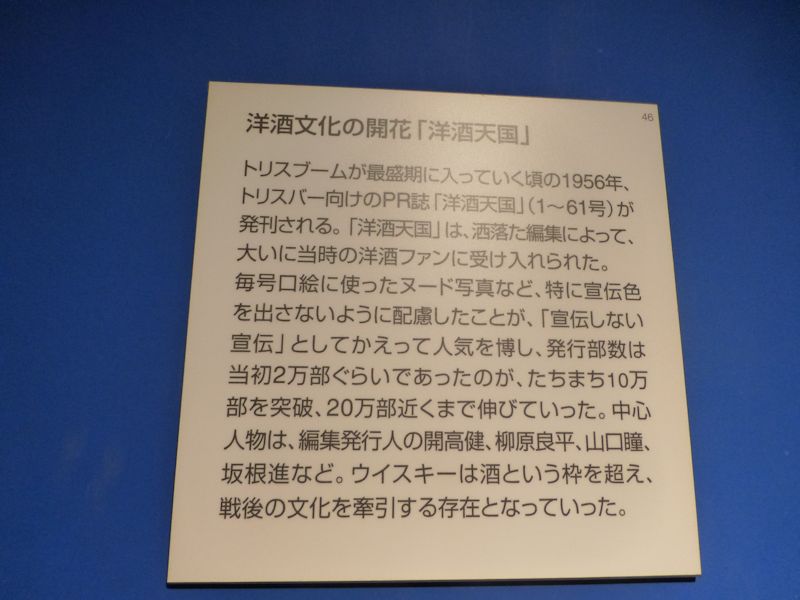 46
洋酒文化の開花「洋酒天国」
トリスブームが最盛期に入っていく頃の1956年、
トリスバー向けのPR誌「洋酒天国」（1～61号）が
発刊される。「洋酒天国」は、洒落た編集によって、
大いに当時の洋酒ファンに受け入れられた。
毎号口絵に使ったヌード写真など、特に宣伝色
を出さないように配慮したことが、「宣伝しない
宣伝」としてかえって人気を博し、発行部数は
当初2万部ぐらいであったのが、たちまち10万
部を突破、20万部近くまで伸びていった。中心
人物は、編集発行人の開高健、柳原良平、山口瞳、
坂根進など。ウイスキーは酒という枠を超え、
戦後の文化を牽引する存在となっていった。